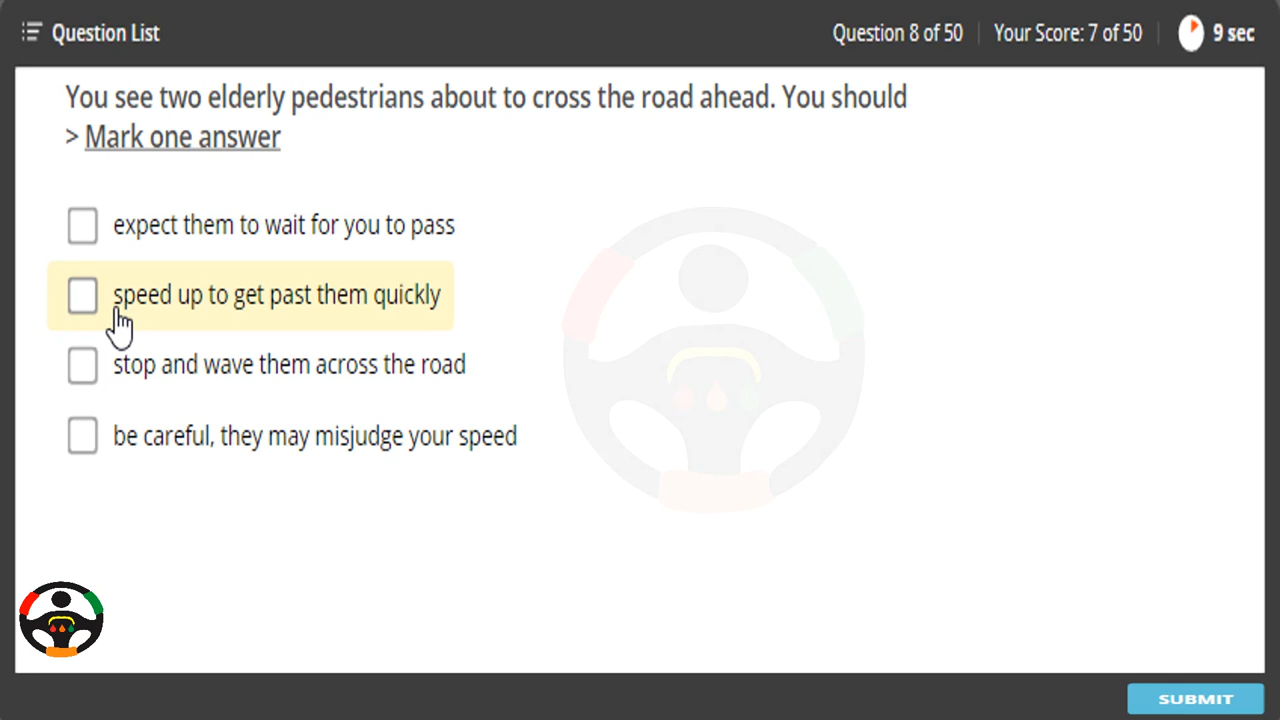 Question List
Question 8 of 50
Your Score: 7 of 50
9 sec
You see two elderly pedestrians about to cross the road ahead. You should
> Mark one answer
expect them to wait for you to pass
speed up to get past them quickly
stop and wave them across the road
be careful, they may misjudge your speed
SUBMIT